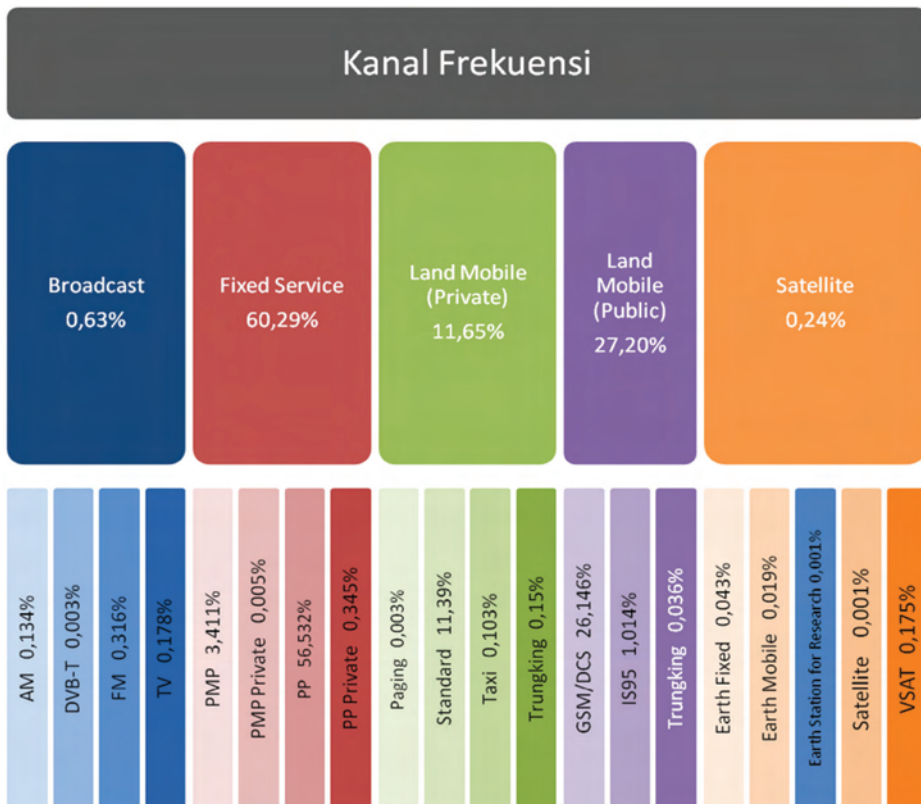 Kanal Frekuensi
Broadcast
0,63%
Fixed Service
60,29%
Land Mobile
(Private)
11,65%
Land
Mobile
(Public)
27,20%
Satellite
0,24%
AM 0,134%
DVB-T 0,003%
FM 0,316%
TV 0,178%
PMP 3,411%
PMP Private 0,005%
PP 56,532%
PP Private 0,345%
Paging 0,003%
Standard 11,39%
Taxi 0,103%
Trungking 0,15%
GSM/DCS 26,146%
IS95 1,014%
Trungking 0,036%
Earth Fixed 0,043%
Earth Mobile 0,019%
Earth Station for Research 0,001%
Satellite 0,001%
VSAT 0,175%